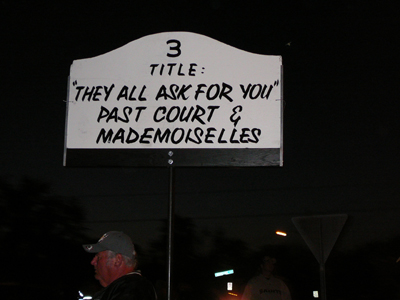 3
TITLE:
"THEY ALL ASK FOR YOU"
PAST COURT &
MADEMOISELLES